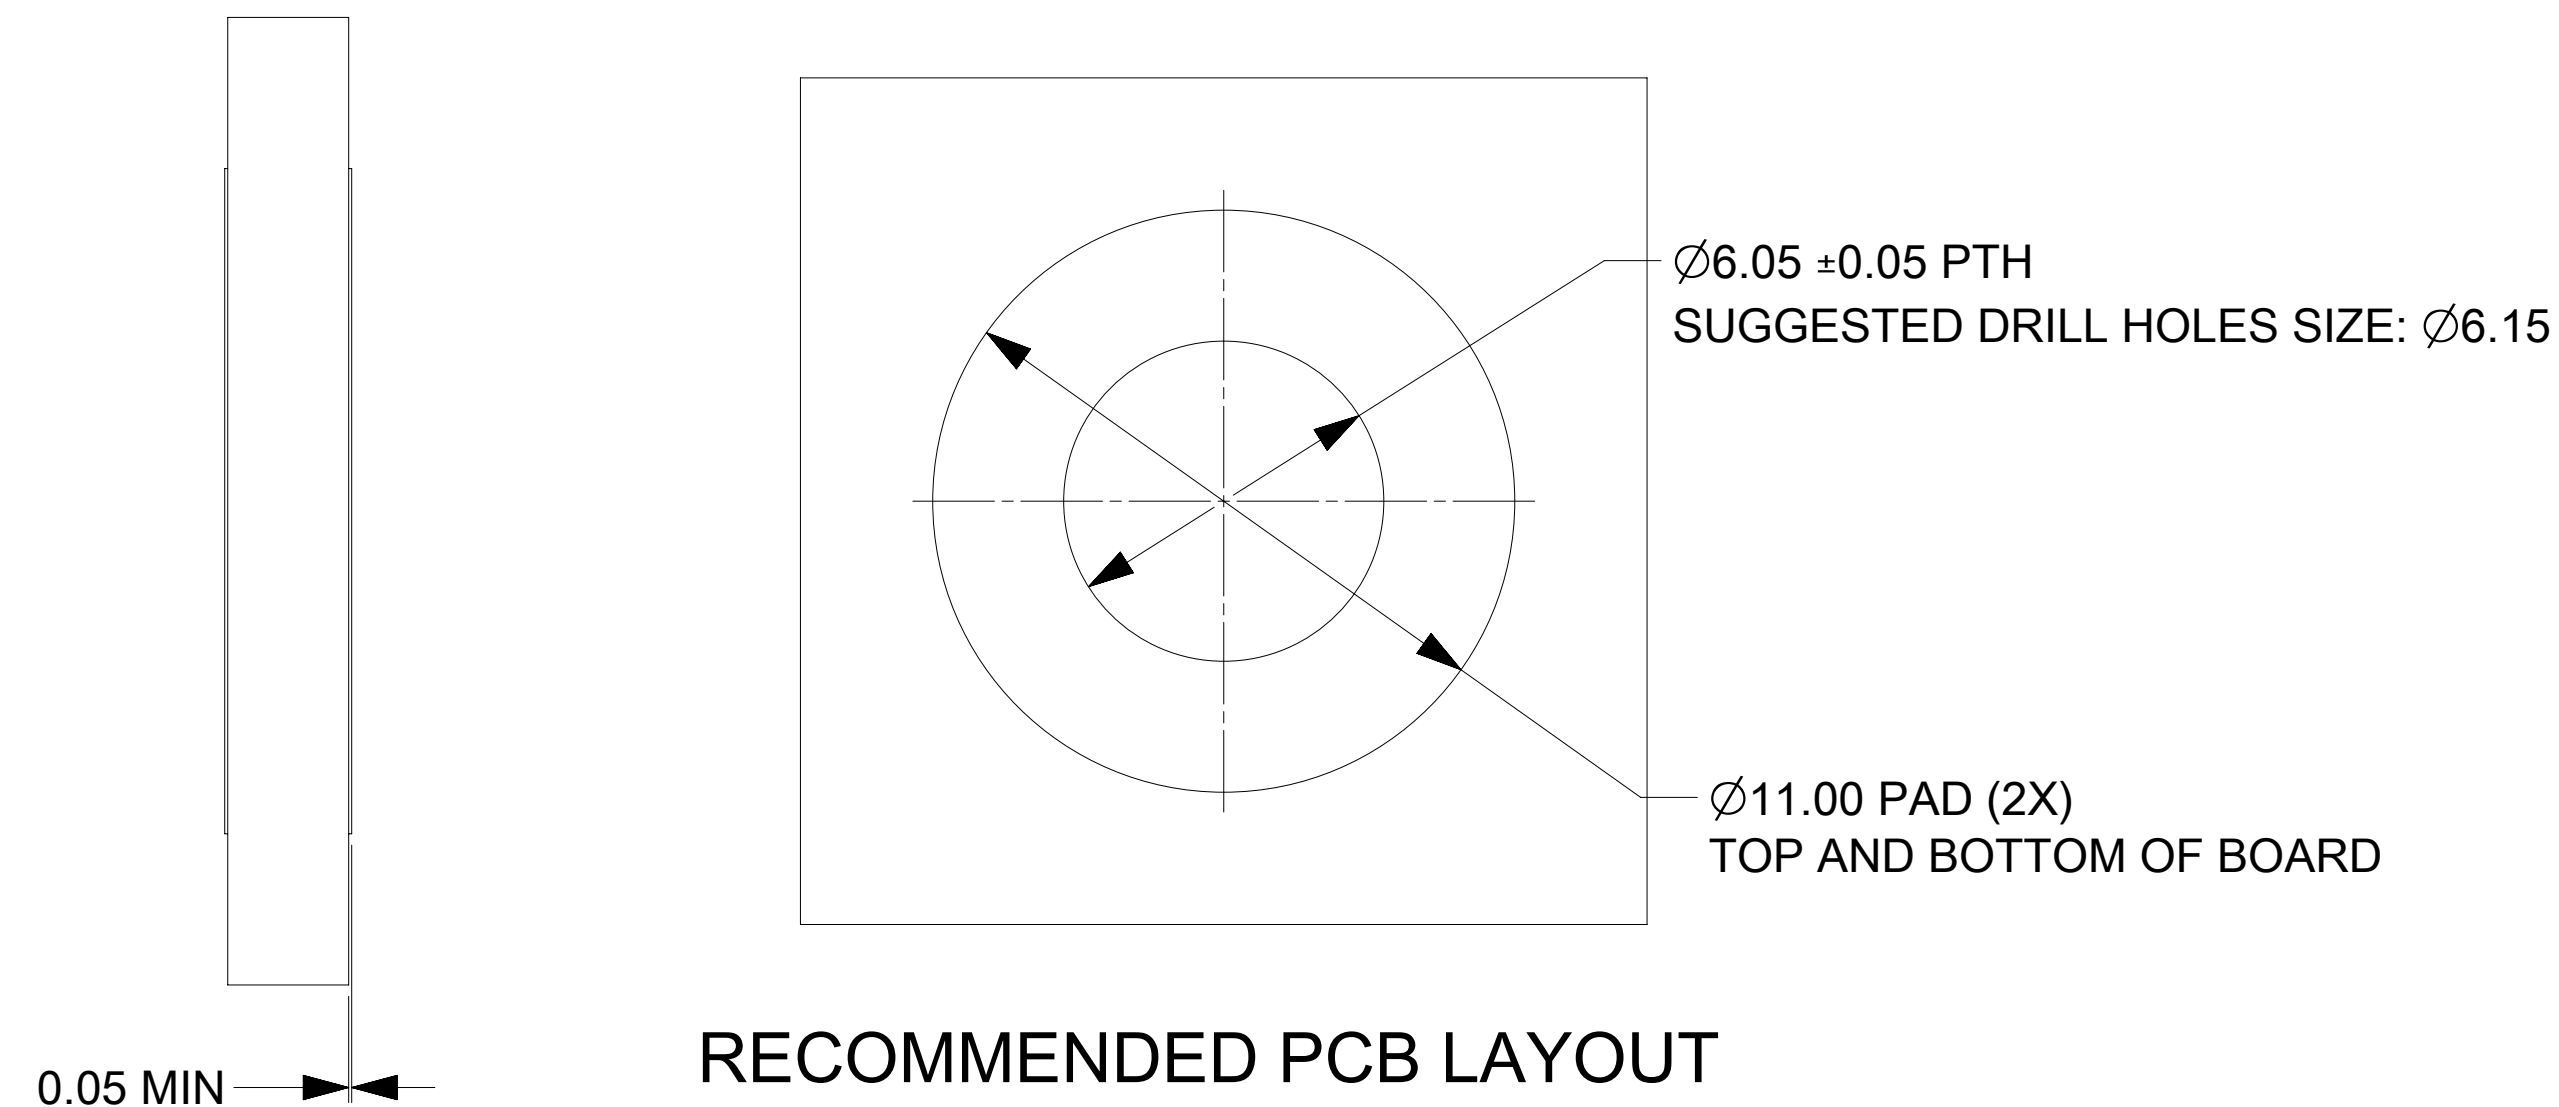 ∅6.05 ±0.05 PTH
SUGGESTED DRILL HOLES SIZE: ∅6.15
∅11.00 PAD (2X)
TOP AND BOTTOM OF BOARD
RECOMMENDED PCB LAYOUT
0.05 MIN